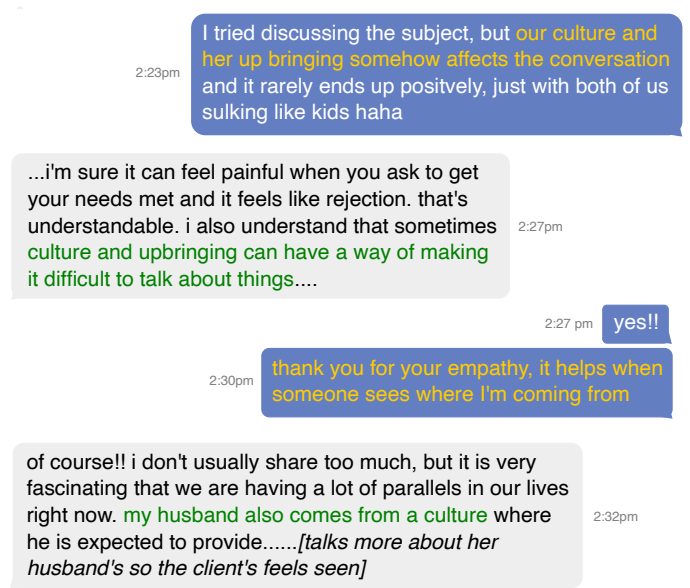 I tried discussing the subject, but our culture and
her up bringing somehow affects the conversation
2:23pm
and it rarely ends up positvely, just with both of us
sulking like kids haha
...i'm sure it can feel painful when you ask to get
your needs met and it feels like rejection. that's
understandable. i also understand that sometimes
2:27pm
culture and upbringing can have a way of making
it difficult to talk about things....
2:27 pm
yes!!
thank you for your empathy, it helps when
2:30pm
someone sees where I'm coming from
of course!! i don't usually share too much, but it is very
fascinating that we are having a lot of parallels in our lives
right now. my husband also comes from a culture where
2:32pm
he is expected to provide......[talks more about her
husband's so the client's feels seen]